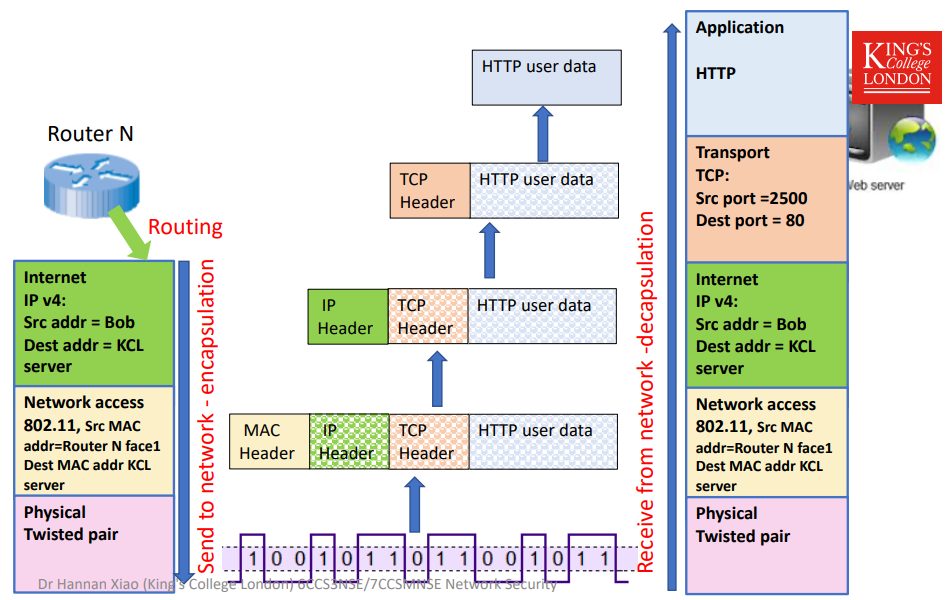 Application
HTTP
KING'S
College
LONDON
HTTP user data
Router N
Transport
TCP:
Src port =2500
Dest port = 80
Web server
TCP
Header
HTTP user data
Routing
Internet
IP v4:
Src addr = Bob
Dest addr = KCL
server
Send to network - encapsulation
IP
Header
TCP
Header
HTTP user data
Receive from network -decapsulation
Internet
IP v4:
Src addr = Bob
Dest addr = KCL
server
Network access
802.11, Src MAC
addr=Router N face1
Dest MAC addr KCL
server
MAC
Header
IP
Header
TCP
Header
HTTP user data
Network access
802.11, Src MAC
addr=Router N face1
Dest MAC addr KCL
server
Physical
Twisted pair
1 0 0 1 0 1 1 0 1 1 0 0 1 0 1 1
Physical
Twisted pair
Dr Hannan Xiao (King's College London) 6CCS3NSE/7CCSMNSE Network Security